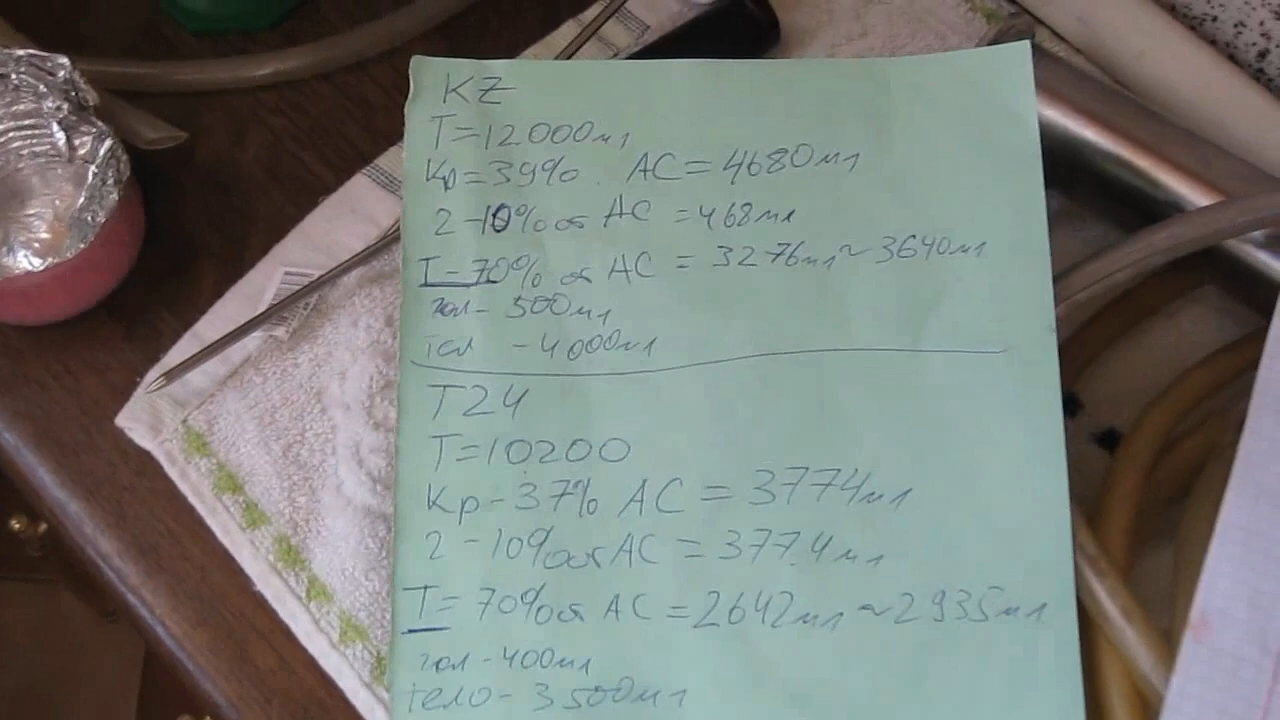 KZ
T=12000мл
Кр=39% АС=4680мл
2-10% от АС =468мл
T-70% от АС = 3276мл~3640мл
гол- 500мл
тел -4000мл
T24
T=10200
Кр-37% АС=3774мл
2-10% от АС=377.4мл
T= 70% от АС=2642мл~2935мл
гол-400мл
тело-3500мл